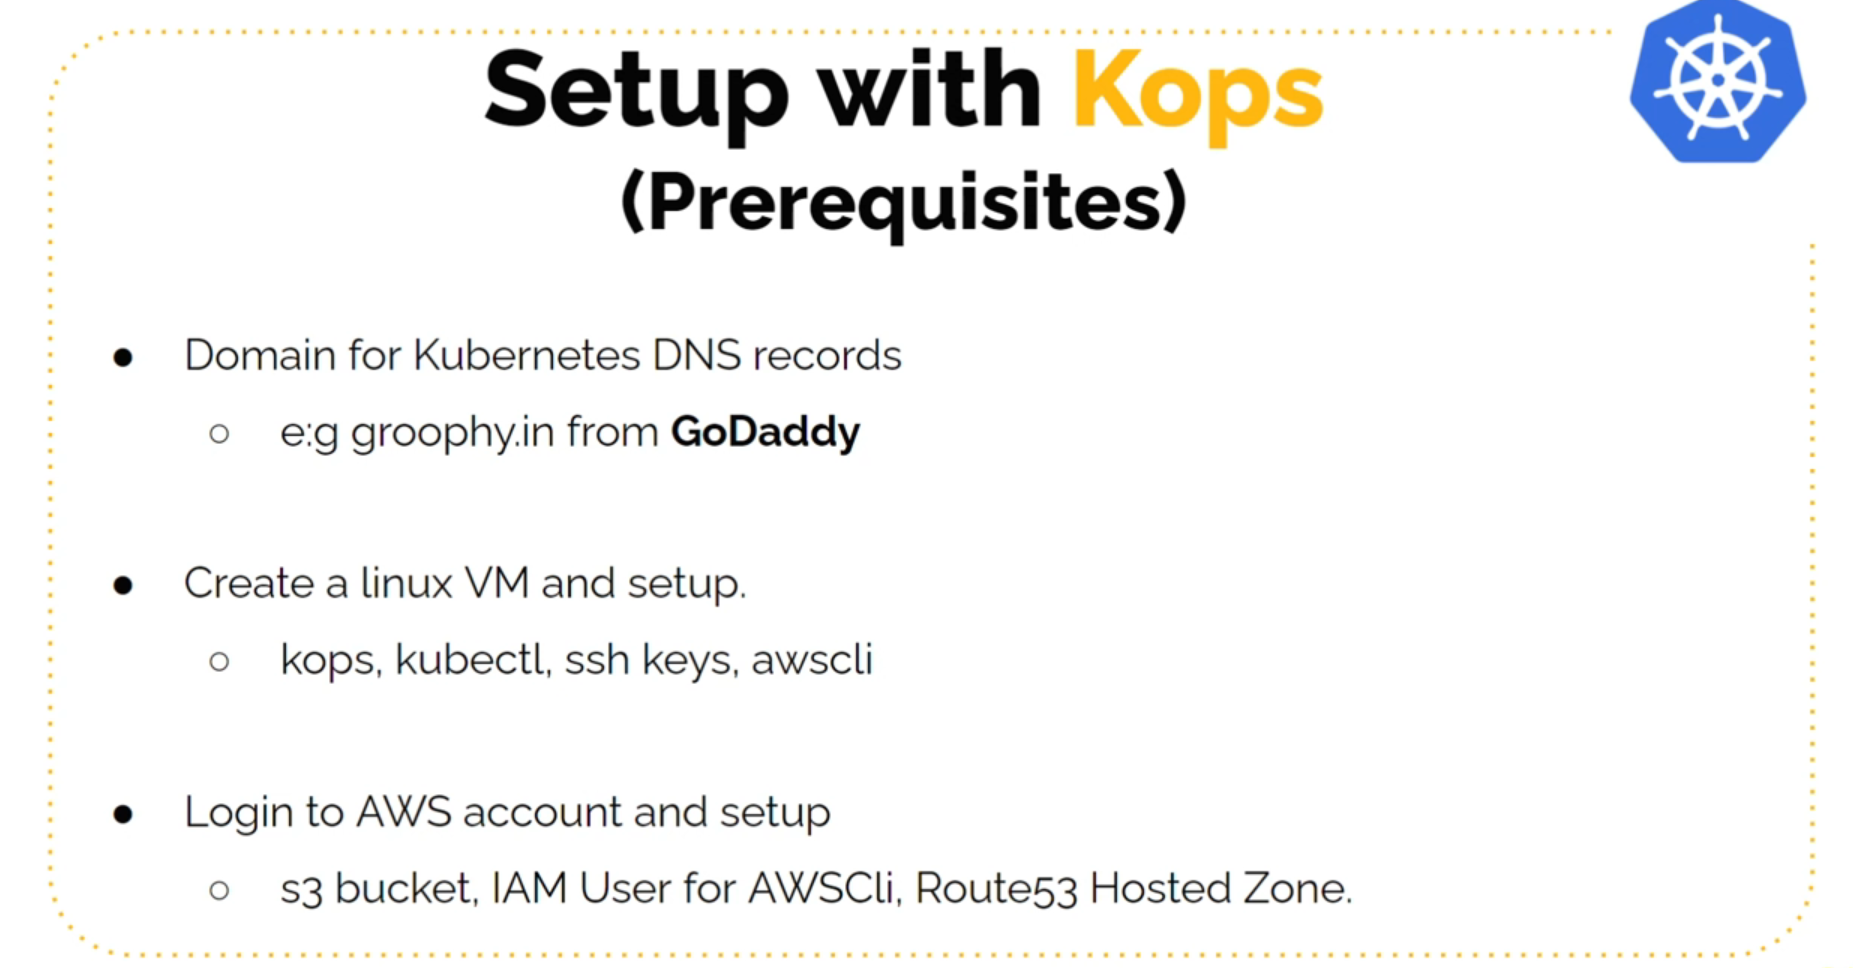 Setup with Kops
(Prerequisites)
● Domain for Kubernetes DNS records
○ e:g groophy.in from GoDaddy
● Create a linux VM and setup.
○ kops, kubectl, ssh keys, awscli
● Login to AWS account and setup
○ s3 bucket, IAM User for AWSCli, Route53 Hosted Zone.